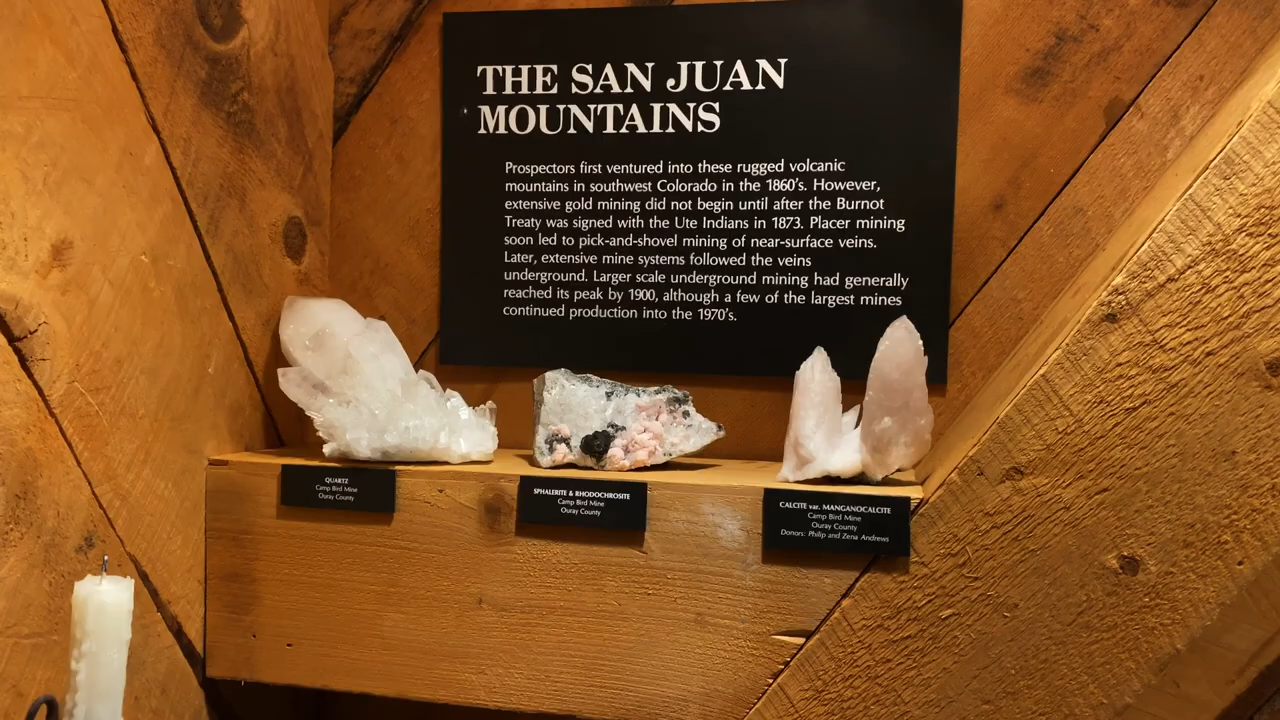 THE SAN JUAN
MOUNTAINS
Prospectors first ventured into these rugged volcanic
mountains in southwest Colorado in the 1860's. However,
extensive gold mining did not begin until after the Burnot
Treaty was signed with the Ute Indians in 1873. Placer mining
soon led to pick-and-shovel mining of near-surface veins.
Later, extensive mine systems followed the veins
underground. Larger scale underground mining had generally
reached its peak by 1900, although a few of the largest mines
continued production into the 1970's.
QUARTZ
Camp Bird Mine
Ouray County
SPHALERITE & RHODOCHROSITE
Camp Bird Mine
Ouray County
CALCITE var. MANGANOCALCITE
Camp Bird Mine
Ouray County
Donors: Philip and Zena Andrews